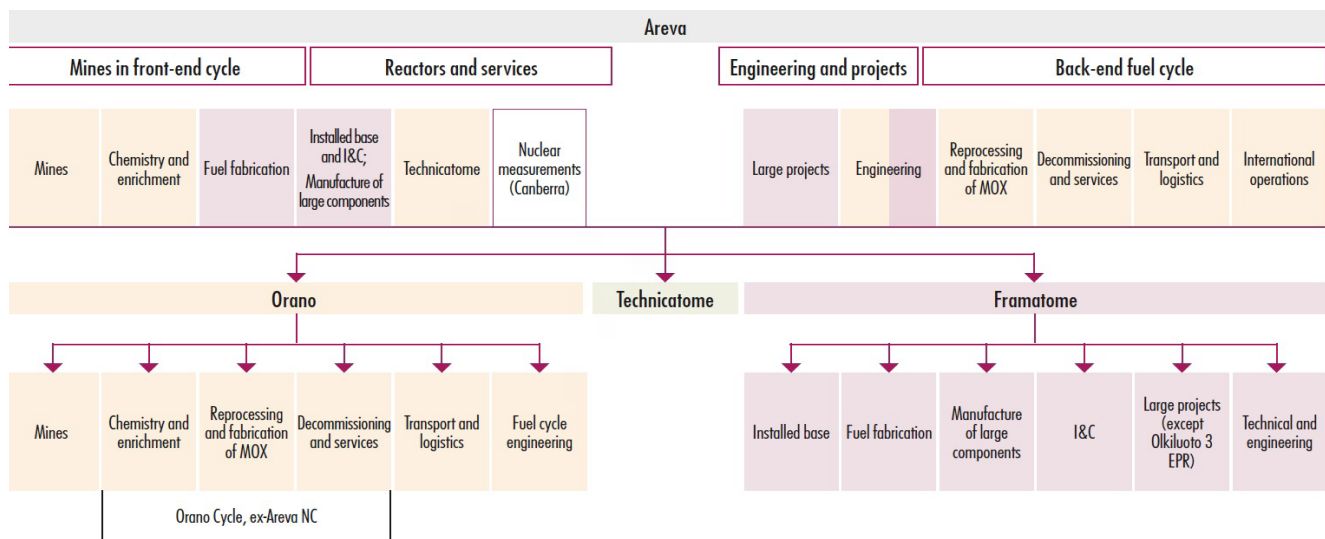 Areva
Mines in front-end cycle
Reactors and services
Engineering and projects
Back-end fuel cycle
Mines
Chemistry and
enrichment
Fuel fabrication
Installed base
and I&C;
Manufacture of
large components
Technicatome
Nuclear
measurements
(Canberra)
Large projects
Engineering
Reprocessing
and fabrication
of MOX
Decommissioning
and services
Transport and
logistics
International
operations
Orano
Technicatome
Framatome
Mines
Chemistry and
enrichment
Reprocessing
and fabrication
of MOX
Decommissioning
and services
Transport and
logistics
Fuel cycle
engineering
Installed base
Fuel fabrication
Manufacture
of large
components
I&C
Large projects
(except
Olkiluoto 3
EPR)
Technical and
engineering
Orano Cycle, ex-Areva NC